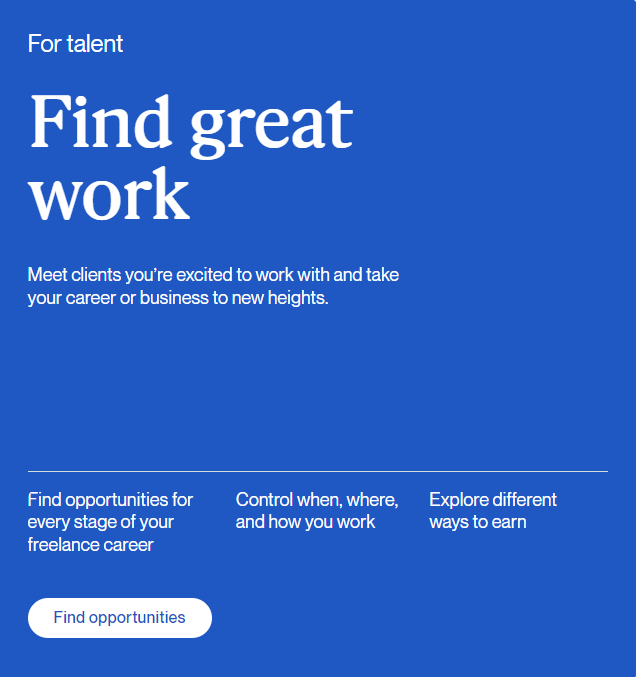 For talent
Find great
work
Meet clients you’re excited to work with and take
your career or business to new heights.
Find opportunities for
every stage of your
freelance career
Control when, where,
and how you work
Explore different
ways to earn
Find opportunities